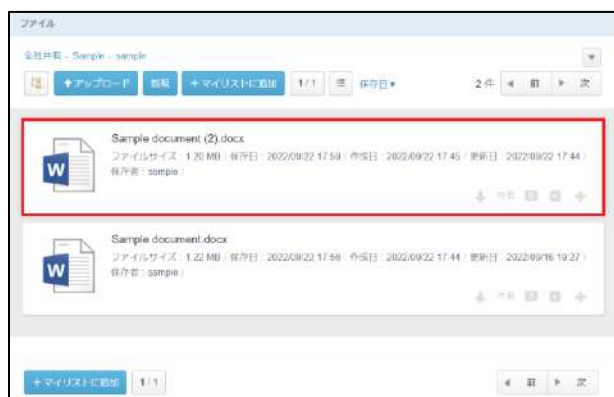 ファイル
全社共有 - Sample - sample
アップロード
+マイリストに追加
1/1
保存日▼
2件
前
次
Sample document (2).docx
ファイルサイズ : 1.20 MB / 保存日 : 2022/09/22 17:59 / 作成日 : 2022/09/22 17:45 / 更新日 : 2022/09/22 17:44 /
保存者 : sample /
Sample document.docx
ファイルサイズ : 1.22 MB / 保存日 : 2022/09/22 17:56 / 作成日 : 2022/09/22 17:44 / 更新日 : 2022/09/16 19:27 /
保存者 : sample /
+マイリストに追加
1/1
前
次